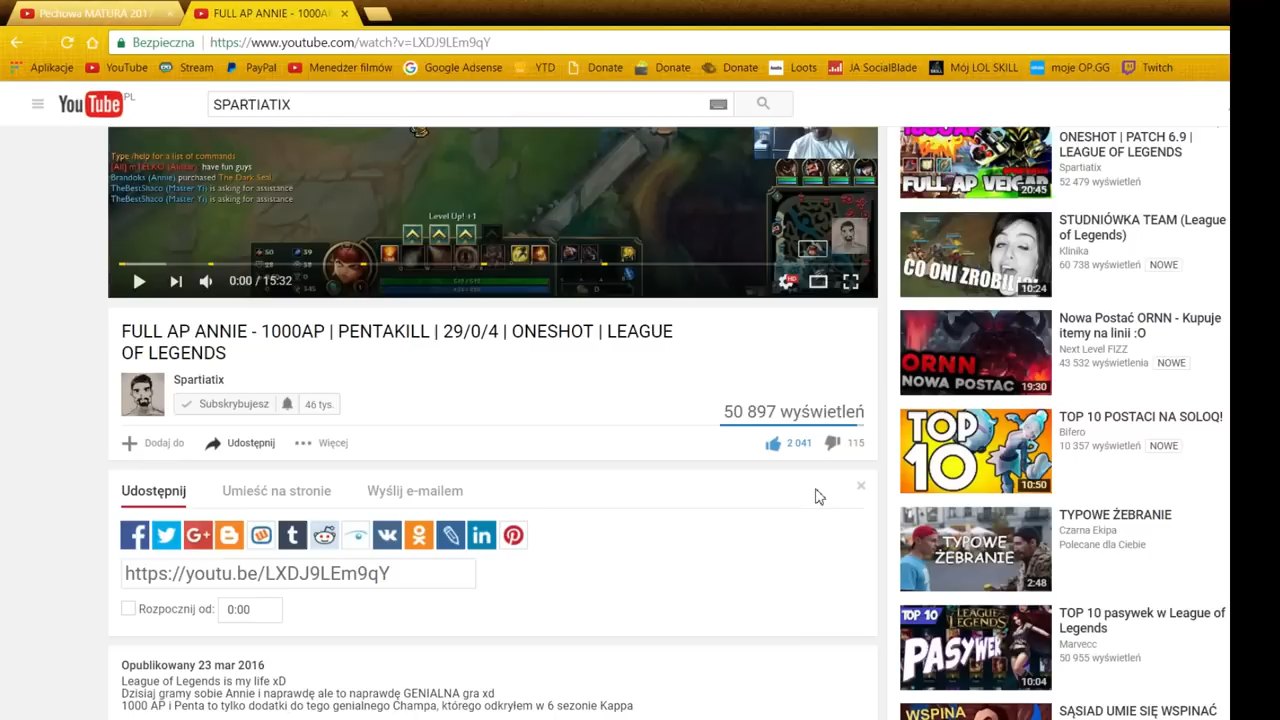 Pechowa MATURA 2017
FULL AP ANNIE - 1000A
Bezpieczna
https://www.youtube.com/watch?v=LXDJ9LEm9qY
Aplikacje YouTube Stream PayPal Menedżer filmów Google Adsense YTD Donate Donate Donate Loots JA SocialBlade Mój LOL SKILL moje OP.GG Twitch
YouTube PL
SPARTIATIX
Type /help for a list of commands
have fun guys
Brandoks (Annie) purchased The Dark Seal
TheBestShaco (Master Yi) is asking for assistance
TheBestShaco (Master Yi) is asking for assistance
Level Up! +1
0:00 / 15:32
HD
FULL AP ANNIE - 1000AP | PENTAKILL | 29/0/4 | ONESHOT | LEAGUE
OF LEGENDS
Spartiatix
Subskrybujesz 46 tys.
50 897 wyświetleń
Dodaj do Udostępnij Więcej
2 041 115
Udostępnij Umieść na stronie Wyślij e-mailem
https://youtu.be/LXDJ9LEm9qY
Rozpocznij od: 0:00
Opublikowany 23 mar 2016
League of Legends is my life xD
Dzisiaj gramy sobie Annie i naprawdę ale to naprawdę GENIALNA gra xd
1000 AP i Penta to tylko dodatki do tego genialnego Champa, którego odkryłem w 6 sezonie Kappa
FULL AP VEIGAR
20:45
ONESHOT | PATCH 6.9 |
LEAGUE OF LEGENDS
Spartiatix
52 479 wyświetleń
CO ONI ZROBILI
10:24
STUDNIÓWKA TEAM (League
of Legends)
Klinika
60 738 wyświetleń NOWE
ORNN
NOWA POSTAĆ
19:30
Nowa Postać ORNN - Kupuje
itemy na linii :O
Next Level FIZZ
43 532 wyświetlenia NOWE
TOP
10
10:50
TOP 10 POSTACI NA SOLOQ!
Bifero
10 357 wyświetleń NOWE
TYPOWE
ŻEBRANIE
2:48
TYPOWE ŻEBRANIE
Czarna Ekipa
Polecane dla Ciebie
TOP 10
LEAGUE OF LEGENDS
PASYWEK
10:04
TOP 10 pasywek w League of
Legends
Marvecc
50 955 wyświetleń
WSPINA
SĄSIAD UMIE SIĘ WSPINAĆ